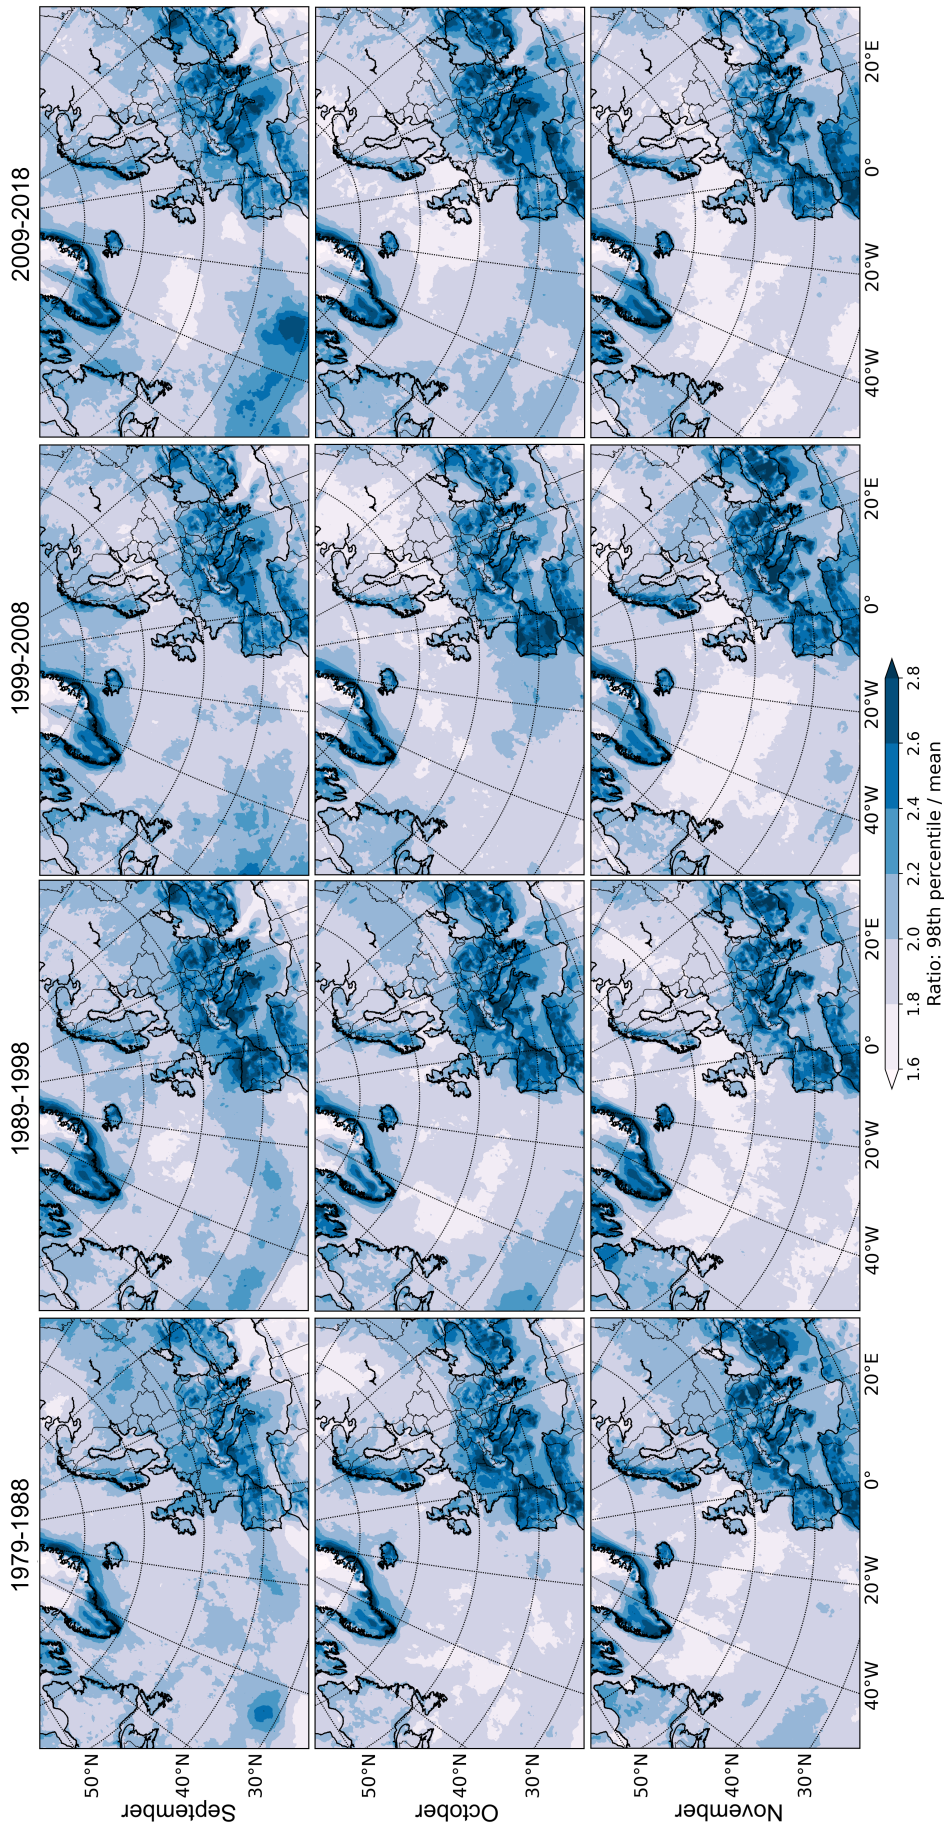 1979-1988 1989-1998 1999-2008 2009-2018
September
50°N
40°N
30°N
October
50°N
40°N
30°N
November
50°N
40°N
30°N
40°W 20°W 0° 20°E 40°W 20°W 0° 20°E 40°W 20°W 0° 20°E 40°W 20°W 0° 20°E
1.6 1.8 2.0 2.2 2.4 2.6 2.8
Ratio: 98th percentile / mean